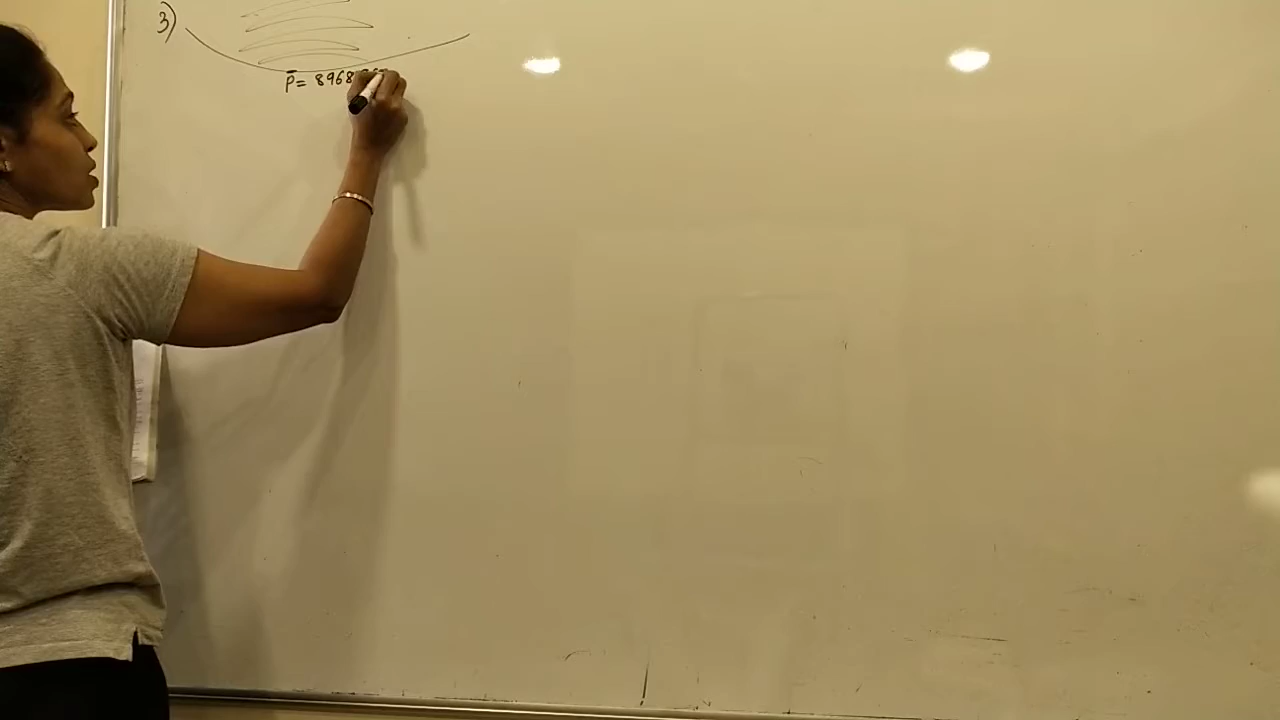 3)
P̄ = 8968